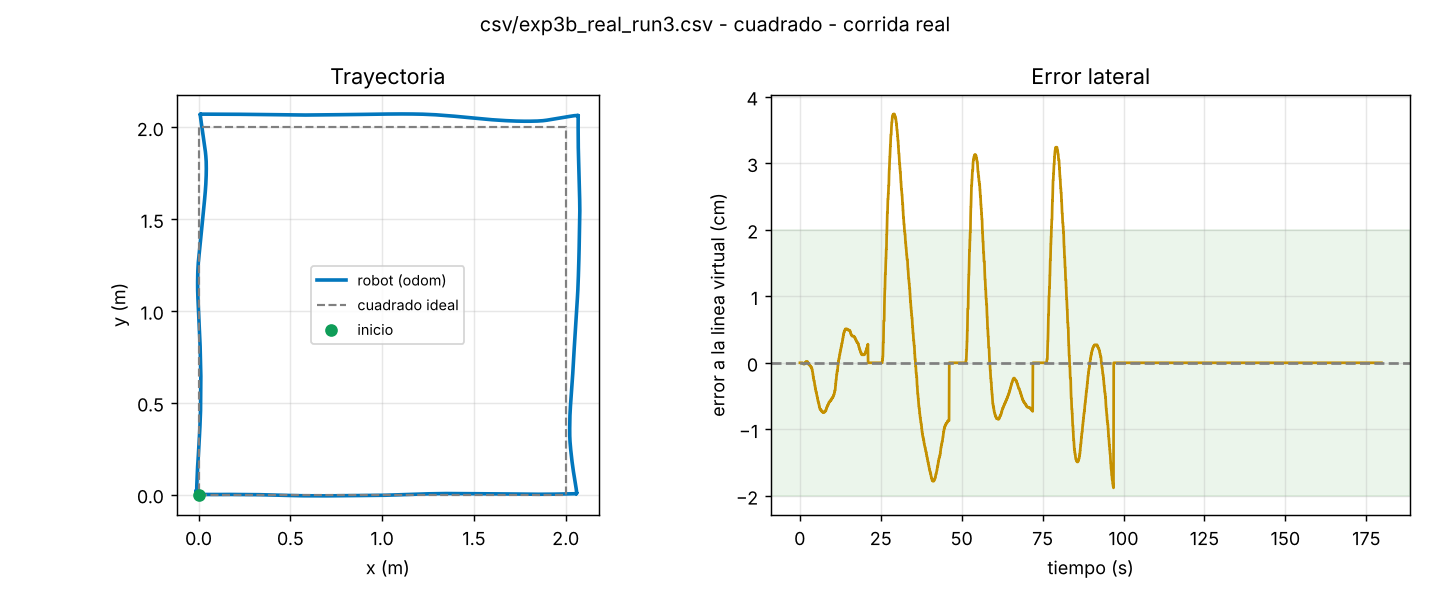 csv/exp3b_real_run3.csv - cuadrado - corrida real
Trayectoria
2.0
1.5
1.0
0.5
0.0
y (m)
robot (odom)
cuadrado ideal
inicio
0.0 0.5 1.0 1.5 2.0
x (m)
Error lateral
4
3
2
1
0
−1
−2
error a la linea virtual (cm)
0 25 50 75 100 125 150 175
tiempo (s)